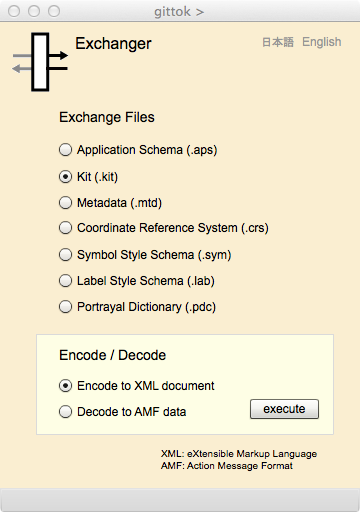 gittok >
Exchanger
日本語 English
Exchange Files
Application Schema (.aps)
Kit (.kit)
Metadata (.mtd)
Coordinate Reference System (.crs)
Symbol Style Schema (.sym)
Label Style Schema (.lab)
Portrayal Dictionary (.pdc)
Encode / Decode
Encode to XML document
Decode to AMF data
execute
XML: eXtensible Markup Language
AMF: Action Message Format